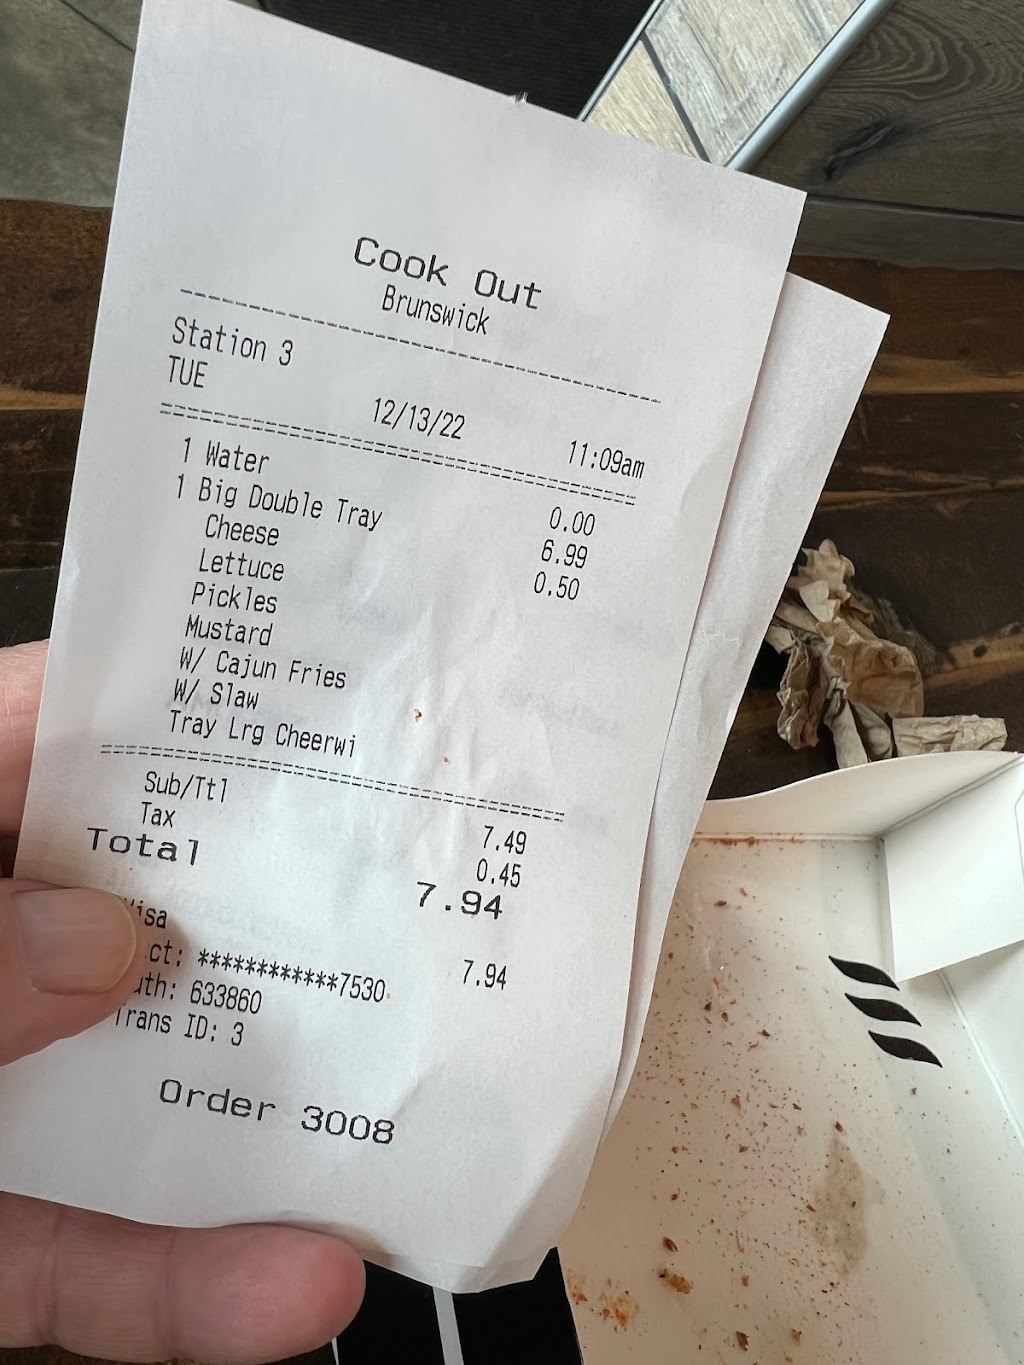 Cook Out
Brunswick
Station 3
TUE 12/13/22 11:09am
1 Water 0.00
1 Big Double Tray 6.99
Cheese 0.50
Lettuce
Pickles
Mustard
W/ Cajun Fries
W/ Slaw
Tray Lrg Cheerwi
Sub/Ttl 7.49
Tax 0.45
Total 7.94
Visa 7.94
ct: ************7530
uth: 633860
Trans ID: 3
Order 3008